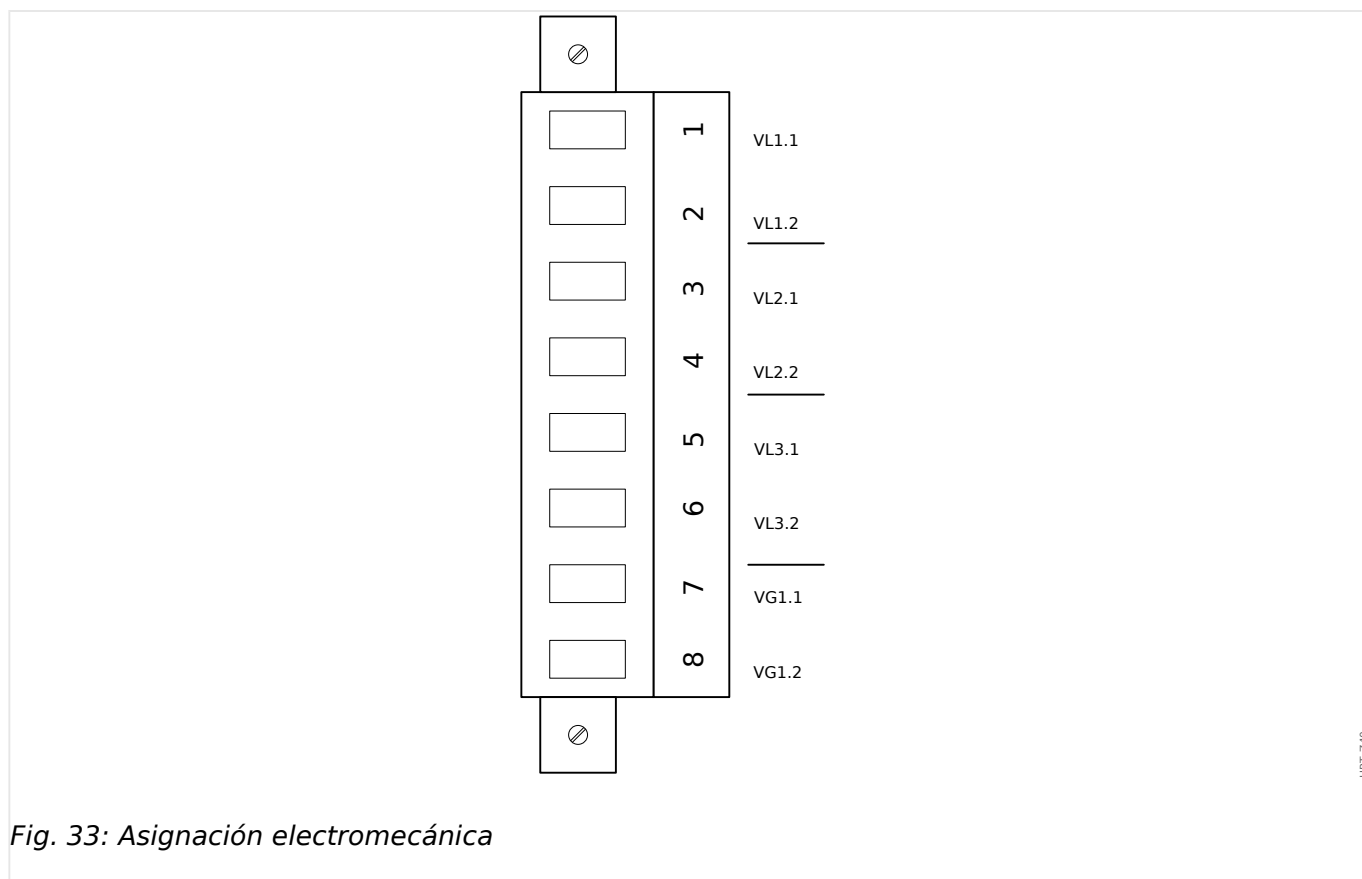 1 VL1.1
2 VL1.2
3 VL2.1
4 VL2.2
5 VL3.1
6 VL3.2
7 VG1.1
8 VG1.2
Fig. 33: Asignación electromecánica